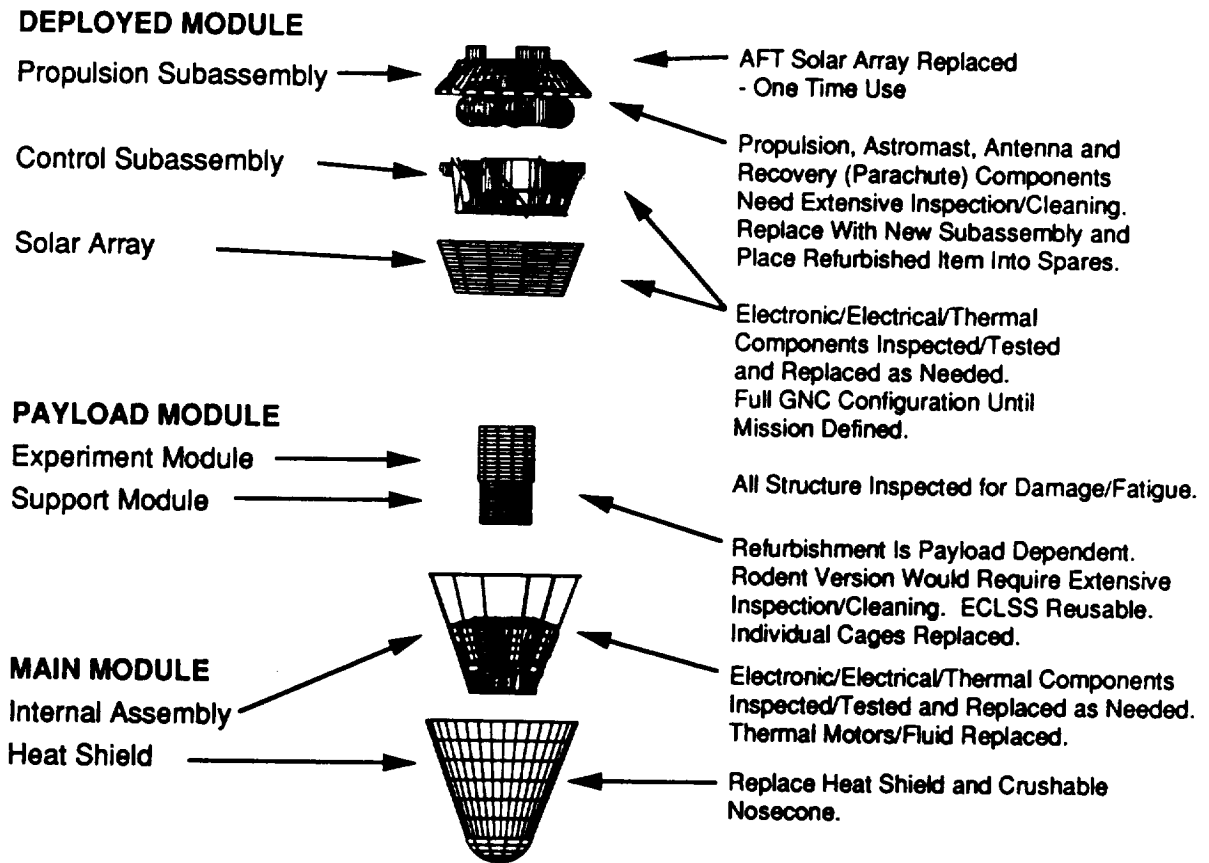 DEPLOYED MODULE
Propulsion Subassembly
Control Subassembly
Solar Array
PAYLOAD MODULE
Experiment Module
Support Module
MAIN MODULE
Internal Assembly
Heat Shield
AFT Solar Array Replaced
- One Time Use
Propulsion, Astromast, Antenna and
Recovery (Parachute) Components
Need Extensive Inspection/Cleaning.
Replace With New Subassembly and
Place Refurbished Item Into Spares.
Electronic/Electrical/Thermal
Components Inspected/Tested
and Replaced as Needed.
Full GNC Configuration Until
Mission Defined.
All Structure Inspected for Damage/Fatigue.
Refurbishment Is Payload Dependent.
Rodent Version Would Require Extensive
Inspection/Cleaning. ECLSS Reusable.
Individual Cages Replaced.
Electronic/Electrical/Thermal Components
Inspected/Tested and Replaced as Needed.
Thermal Motors/Fluid Replaced.
Replace Heat Shield and Crushable
Nosecone.